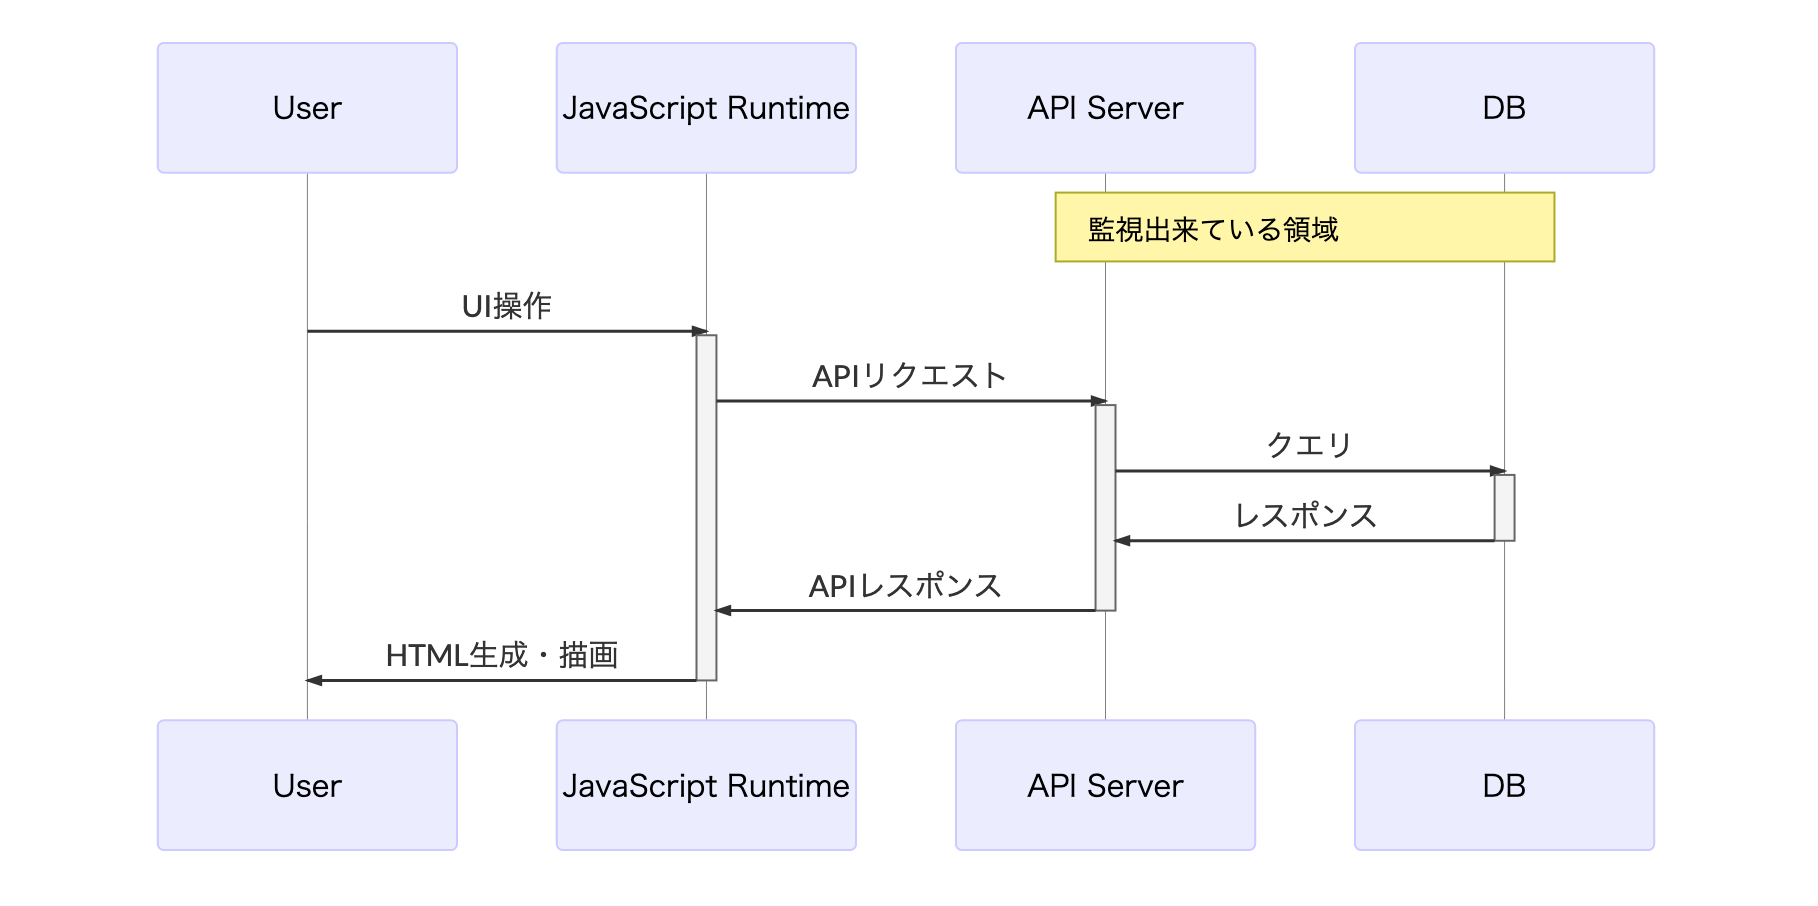 User
JavaScript Runtime
API Server
DB
監視出来ている領域
UI操作
APIリクエスト
クエリ
レスポンス
APIレスポンス
HTML生成・描画
User
JavaScript Runtime
API Server
DB